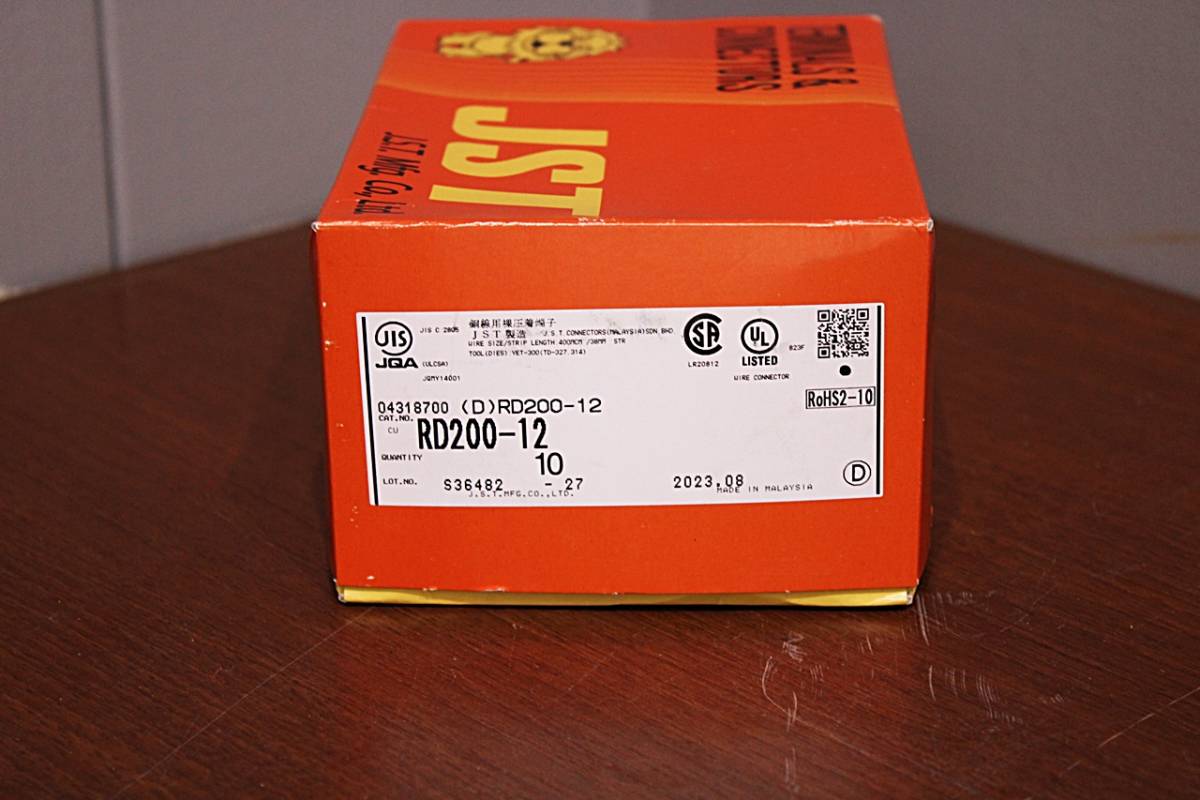 TERMINALS &
CONNECTORS
JST
J.S.T. Mfg Co., Ltd.
JIS
JQA
JIS C 2805
(ULCSA)
JQMY14001
銅線用裸圧着端子
JST製造 J.S.T. CONNECTORS(MALAYSIA)SDN.BHD.
WIRE SIZE/STRIP LENGTH:400MCM /38MM STR
TOOL(DIES):YET-300(TD-327,314)
SA
LR20812
UL
LISTED
823F
WIRE CONNECTOR
RoHS2-10
04318700 (D)RD200-12
CAT.NO.
CU RD200-12
QUANTITY 10
LOT.NO. S36482 - 27
J.S.T.MFG.CO.,LTD.
2023.08
MADE IN MALAYSIA
D